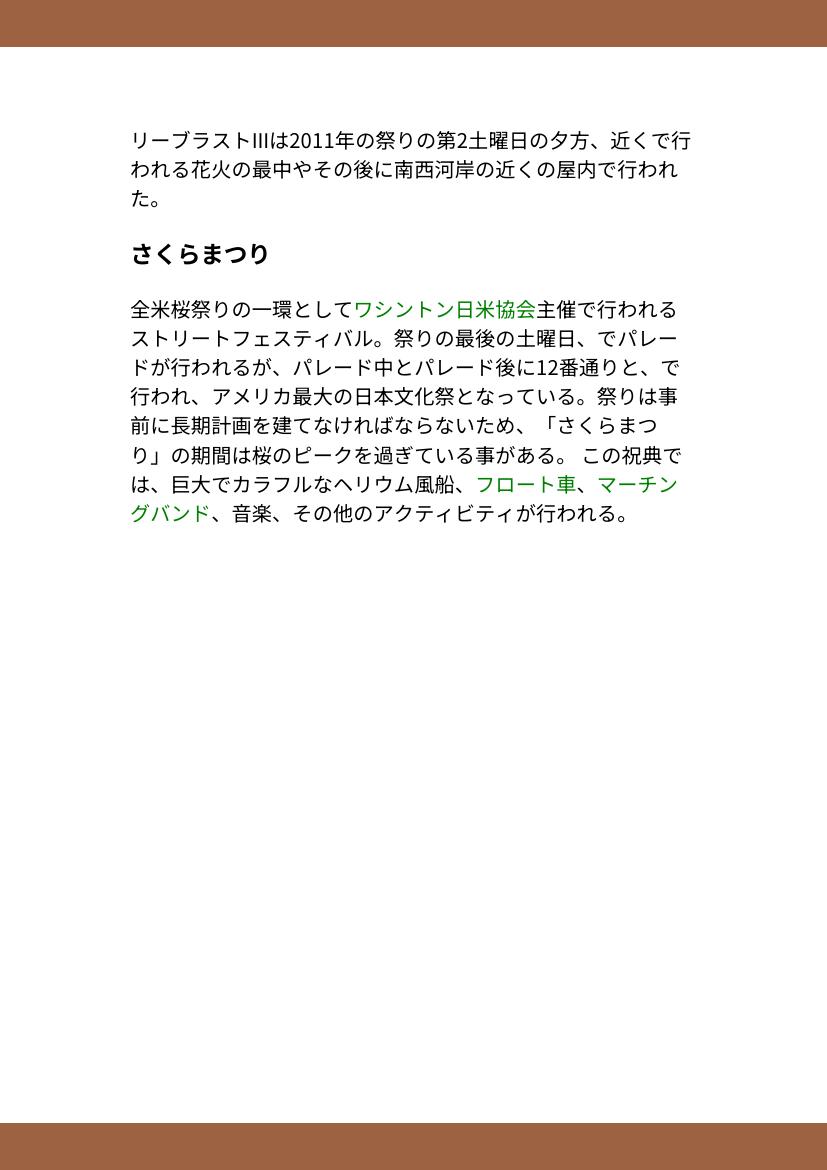 リーブラストIIIは2011年の祭りの第2土曜日の夕方、近くで行
われる花火の最中やその後に南西河岸の近くの屋内で行われ
た。
さくらまつり
全米桜祭りの一環としてワシントン日米協会主催で行われる
ストリートフェスティバル。祭りの最後の土曜日、でパレー
ドが行われるが、パレード中とパレード後に12番通りと、で
行われ、アメリカ最大の日本文化祭となっている。祭りは事
前に長期計画を建てなければならないため、「さくらまつ
り」の期間は桜のピークを過ぎている事がある。 この祝典で
は、巨大でカラフルなヘリウム風船、フロート車、マーチン
グバンド、音楽、その他のアクティビティが行われる。